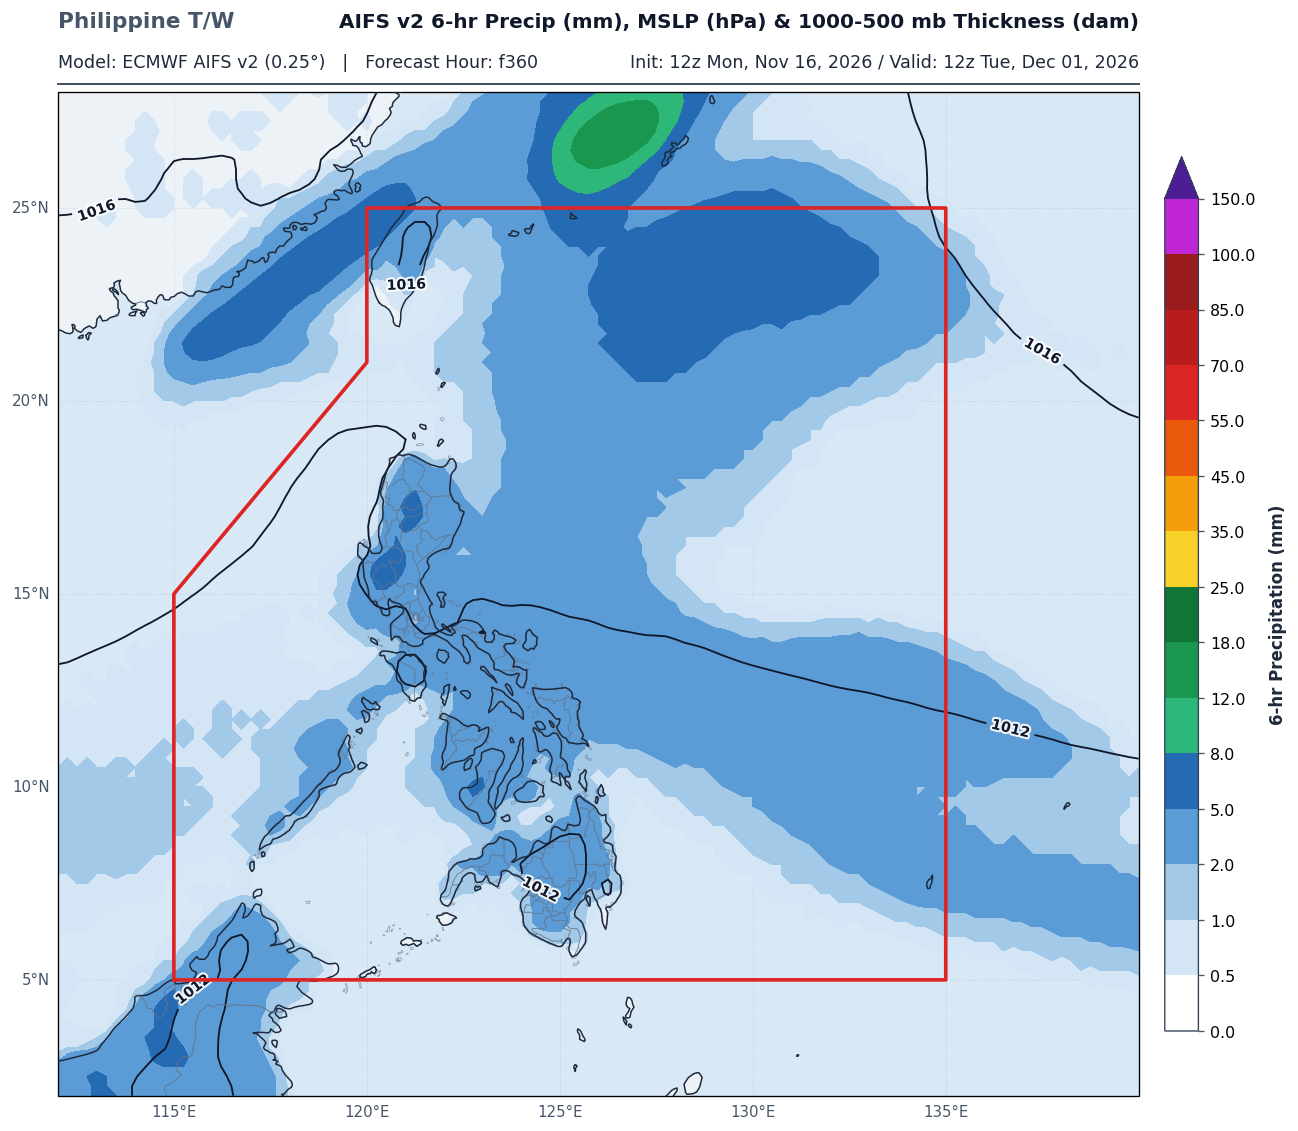 Philippine T/W
AIFS v2 6-hr Precip (mm), MSLP (hPa) & 1000-500 mb Thickness (dam)
Model: ECMWF AIFS v2 (0.25°) | Forecast Hour: f360
Init: 12z Mon, Nov 16, 2026 / Valid: 12z Tue, Dec 01, 2026
1016
1016
1016
1012
1012
1012
25°N
20°N
15°N
10°N
5°N
115°E
120°E
125°E
130°E
135°E
150.0
100.0
85.0
70.0
55.0
45.0
35.0
25.0
18.0
12.0
8.0
5.0
2.0
1.0
0.5
0.0
6-hr Precipitation (mm)